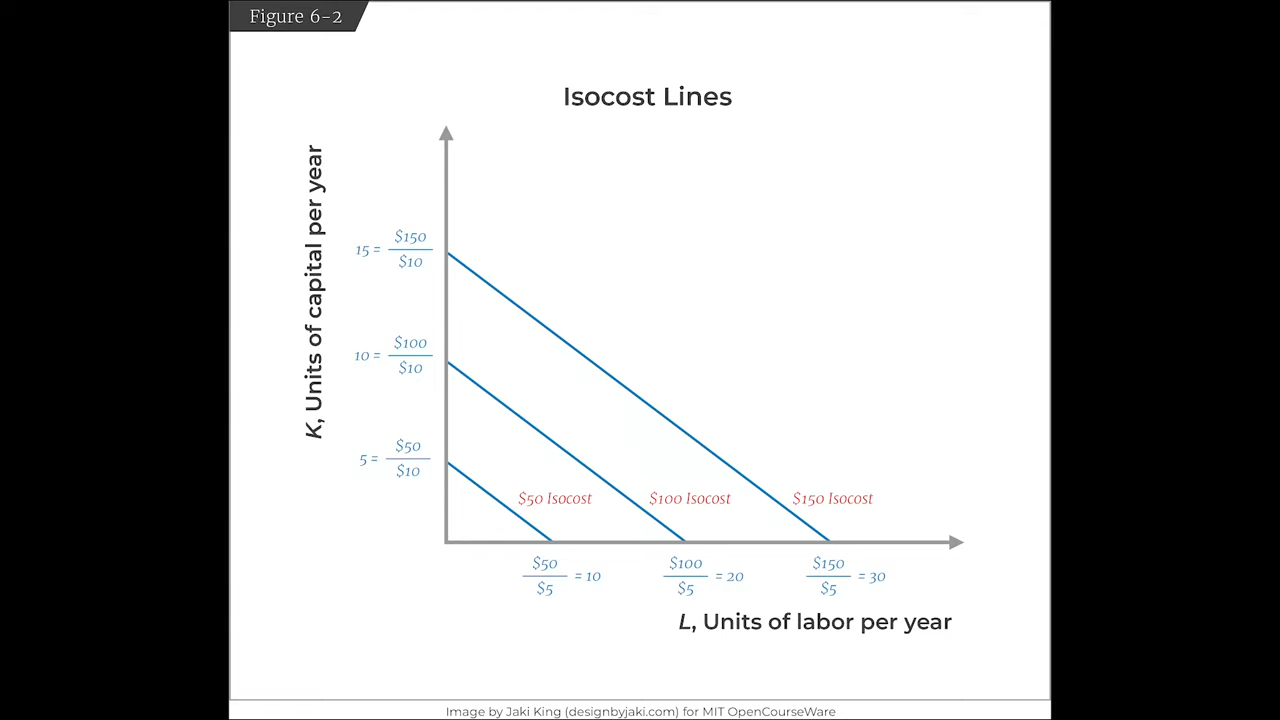 Figure 6-2
Isocost Lines
K, Units of capital per year
15 = $150
$10
10 = $100
$10
5 = $50
$10
$50 Isocost
$100 Isocost
$150 Isocost
$50
$5 = 10
$100
$5 = 20
$150
$5 = 30
L, Units of labor per year
Image by Jaki King (designbyjaki.com) for MIT OpenCourseWare